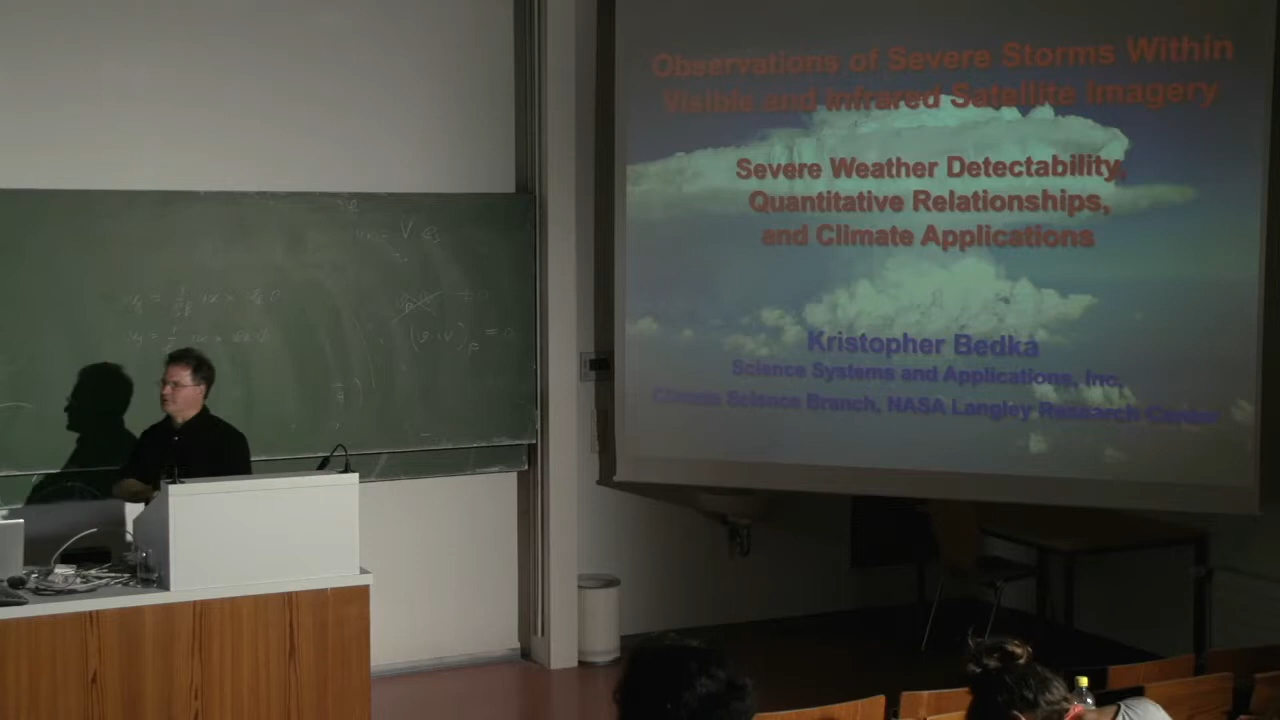 Observations of Severe Storms Within
Visible and Infrared Satellite Imagery
Severe Weather Detectability,
Quantitative Relationships,
and Climate Applications
Kristopher Bedka
Science Systems and Applications, Inc.
Climate Science Branch, NASA Langley Research Center